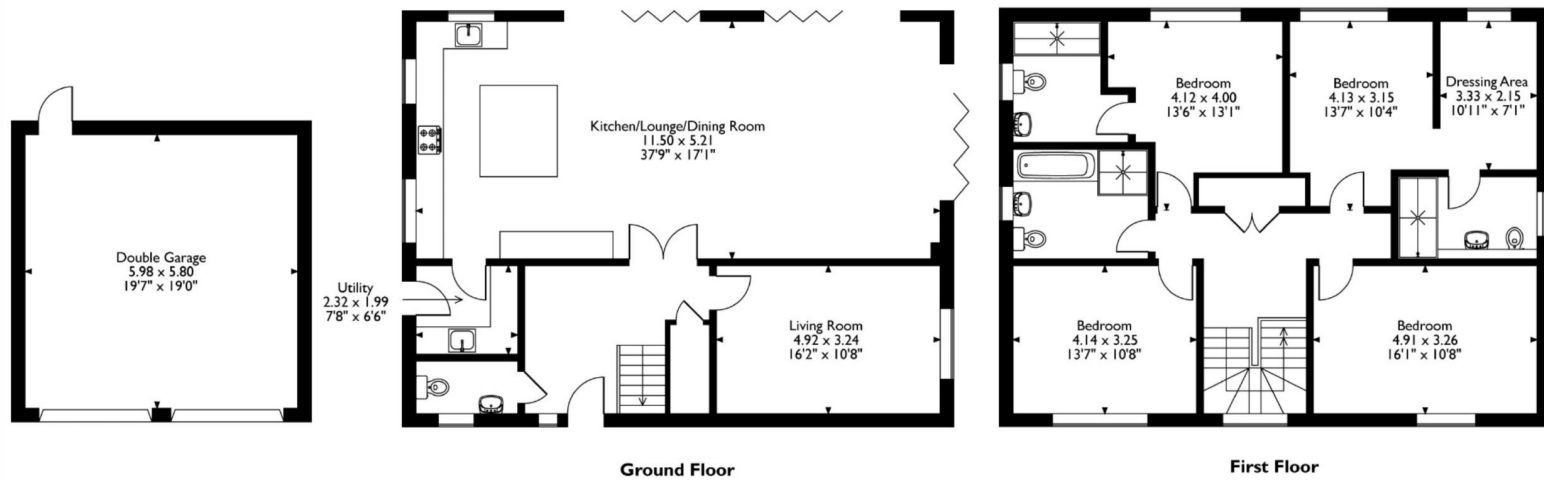 Double Garage
5.98 x 5.80
19'7" x 19'0"
Utility
2.32 x 1.99
7'8" x 6'6"
Kitchen/Lounge/Dining Room
11.50 x 5.21
37'9" x 17'1"
Living Room
4.92 x 3.24
16'2" x 10'8"
Ground Floor
Bedroom
4.12 x 4.00
13'6" x 13'1"
Bedroom
4.13 x 3.15
13'7" x 10'4"
Dressing Area
3.33 x 2.15
10'11" x 7'1"
Bedroom
4.14 x 3.25
13'7" x 10'8"
Bedroom
4.91 x 3.26
16'1" x 10'8"
First Floor